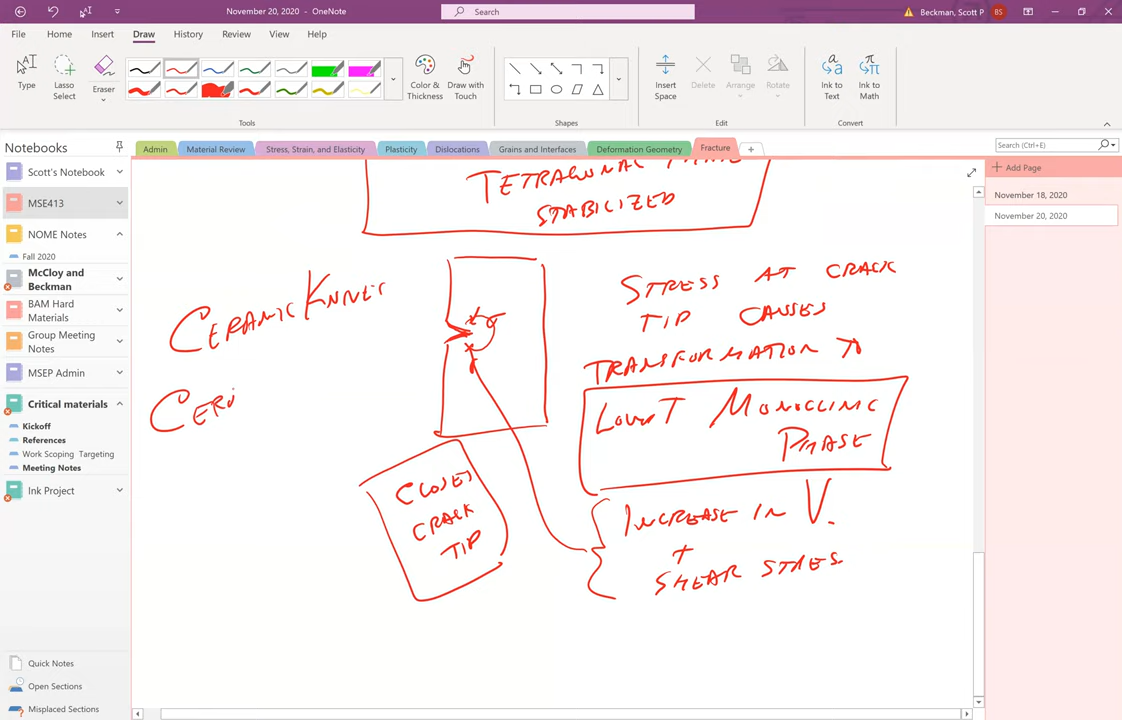 November 20, 2020 - OneNote
Search
Beckman, Scott P
BS
File
Home
Insert
Draw
History
Review
View
Help
Type
Lasso
Select
Eraser
Color &
Thickness
Draw with
Touch
Insert
Space
Delete
Arrange
Rotate
Ink to
Text
Ink to
Math
Tools
Shapes
Edit
Convert
Notebooks
Admin
Material Review
Stress, Strain, and Elasticity
Plasticity
Dislocations
Grains and Interfaces
Deformation Geometry
Fracture
Search (Ctrl+E)
Add Page
November 18, 2020
November 20, 2020
Scott's Notebook
MSE413
NOME Notes
Fall 2020
McCloy and
Beckman
BAM Hard
Materials
Group Meeting
Notes
MSEP Admin
Critical materials
Kickoff
References
Work Scoping Targeting
Meeting Notes
Ink Project
Quick Notes
Open Sections
Misplaced Sections
TETRAGONAL
STABILIZED
CERAMIC
CERA
STRESS AT CRACK
TIP CAUSES
TRANSFORMATION TO
LOWER T MONOCLINIC
PHASE
CLOSES
CRACK
TIP
INCREASE IN V.
+
SHEAR STRESS